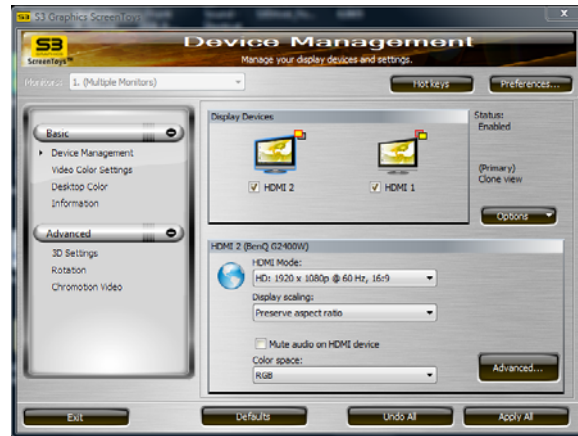 S3 Graphics ScreenToys
x
S3
ScreenToys™
Device Management
Manage your display devices and settings.
Monitors:
1. (Multiple Monitors)
Hot keys
Preferences...
Basic
Device Management
Video Color Settings
Desktop Color
Information
Advanced
3D Settings
Rotation
Chromotion Video
Display Devices
HDMI 2
HDMI 1
Status:
Enabled
(Primary)
Clone view
Options
HDMI 2 (BenQ G2400W)
HDMI Mode:
HD: 1920 x 1080p @ 60 Hz, 16:9
Display scaling:
Preserve aspect ratio
Mute audio on HDMI device
Color space:
RGB
Advanced...
Exit
Defaults
Undo All
Apply All